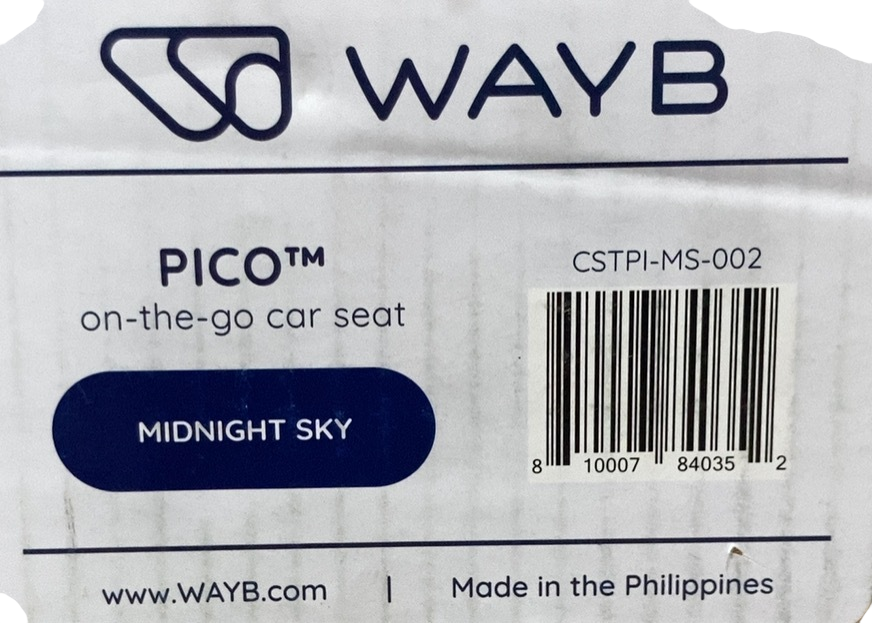 WAYB
PICO™
on-the-go car seat
MIDNIGHT SKY
CSTPI-MS-002
8 10007 84035 2
www.WAYB.com | Made in the Philippines